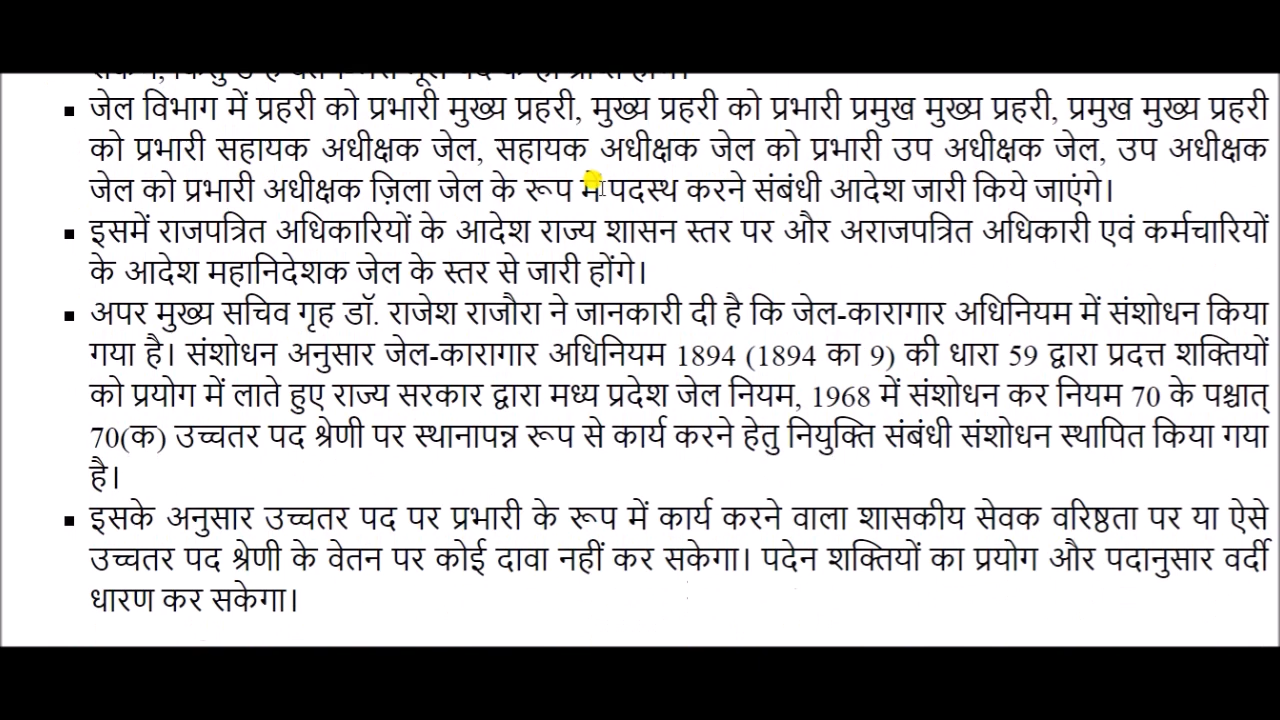 जेल विभाग में प्रहरी को प्रभारी मुख्य प्रहरी, मुख्य प्रहरी को प्रभारी प्रमुख मुख्य प्रहरी, प्रमुख मुख्य प्रहरी
को प्रभारी सहायक अधीक्षक जेल, सहायक अधीक्षक जेल को प्रभारी उप अधीक्षक जेल, उप अधीक्षक
जेल को प्रभारी अधीक्षक ज़िला जेल के रूप में पदस्थ करने संबंधी आदेश जारी किये जाएंगे।
इसमें राजपत्रित अधिकारियों के आदेश राज्य शासन स्तर पर और अराजपत्रित अधिकारी एवं कर्मचारियों
के आदेश महानिदेशक जेल के स्तर से जारी होंगे।
अपर मुख्य सचिव गृह डॉ. राजेश राजौरा ने जानकारी दी है कि जेल-कारागार अधिनियम में संशोधन किया
गया है। संशोधन अनुसार जेल-कारागार अधिनियम 1894 (1894 का 9) की धारा 59 द्वारा प्रदत्त शक्तियों
को प्रयोग में लाते हुए राज्य सरकार द्वारा मध्य प्रदेश जेल नियम, 1968 में संशोधन कर नियम 70 के पश्चात्
70(क) उच्चतर पद श्रेणी पर स्थानापन्न रूप से कार्य करने हेतु नियुक्ति संबंधी संशोधन स्थापित किया गया
है।
इसके अनुसार उच्चतर पद पर प्रभारी के रूप में कार्य करने वाला शासकीय सेवक वरिष्ठता पर या ऐसे
उच्चतर पद श्रेणी के वेतन पर कोई दावा नहीं कर सकेगा। पदेन शक्तियों का प्रयोग और पदानुसार वर्दी
धारण कर सकेगा।